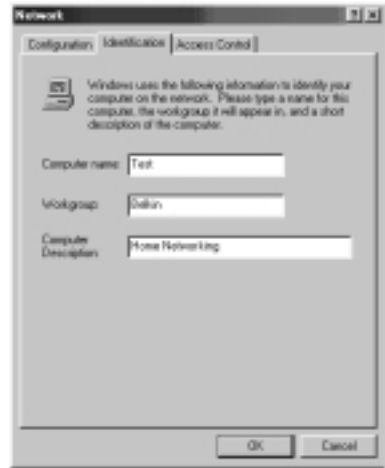 Network
Configuration Identification Access Control
Windows uses the following information to identify your
computer on the network. Please type a name for this
computer, the workgroup it will appear in, and a short
description of the computer.
Computer name: Test
Workgroup: Belkin
Computer
Description: Home Networking
OK Cancel